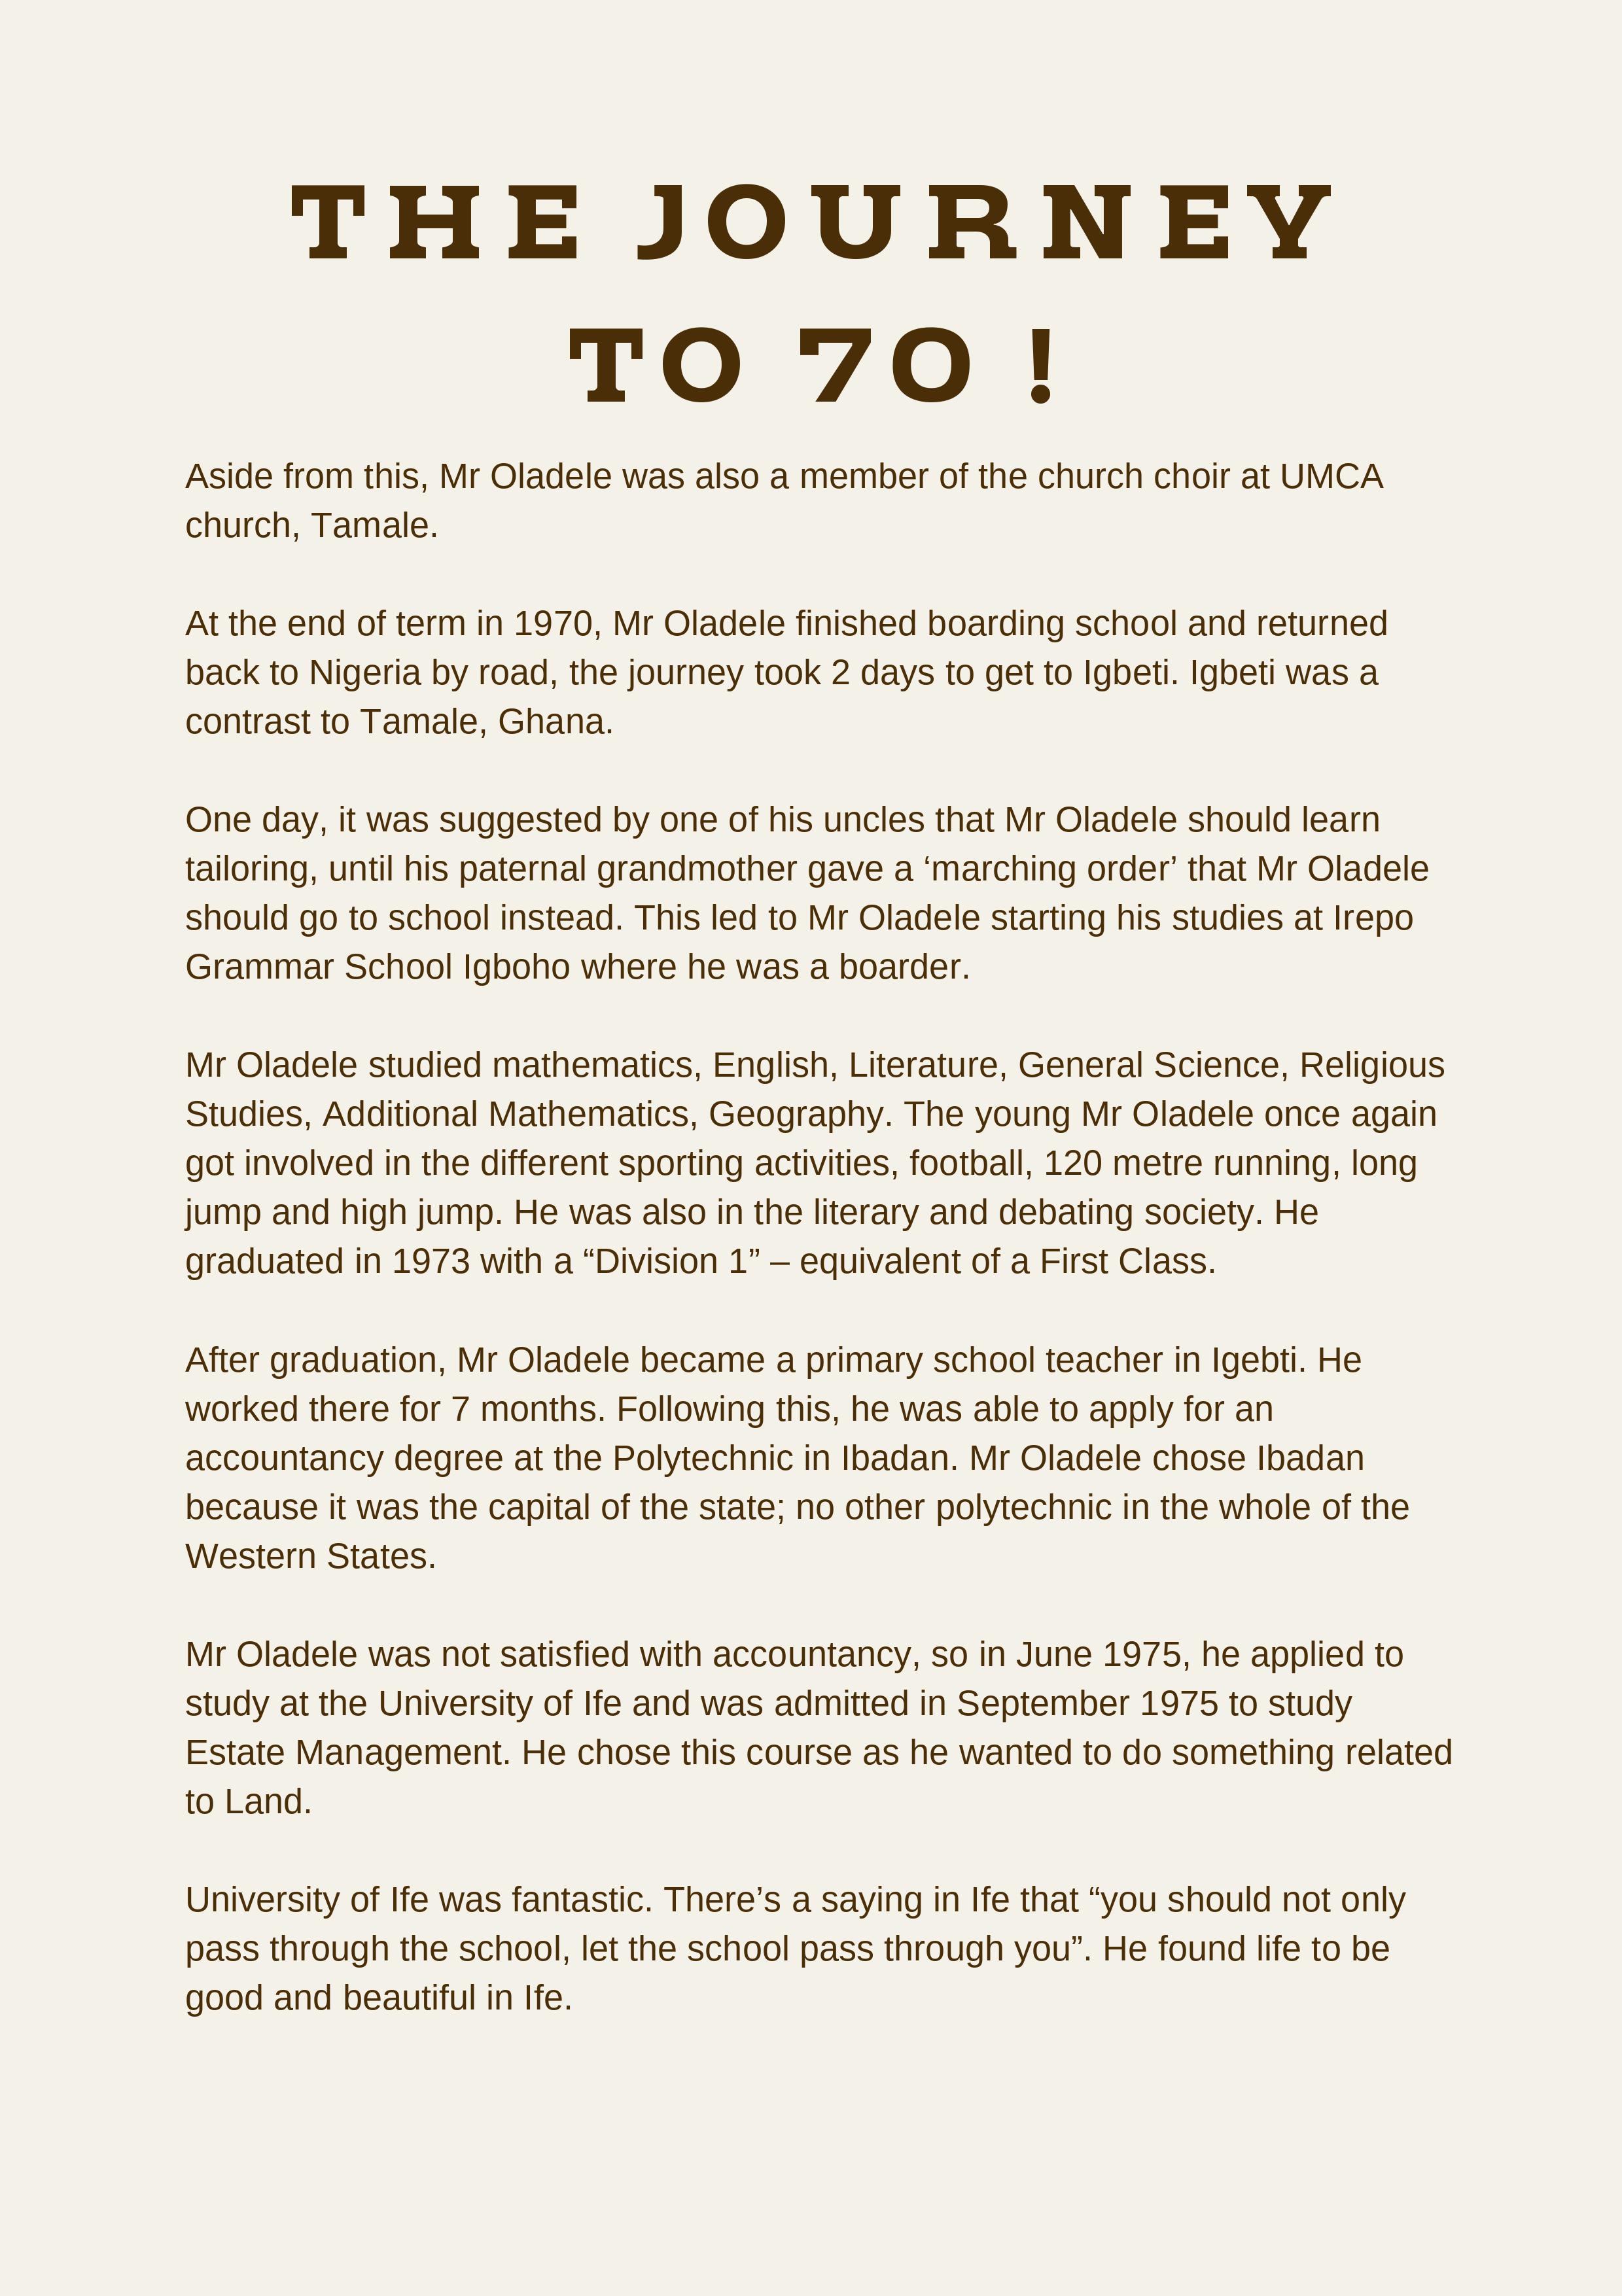 THE JOURNEY
TO 70 !
Aside from this, Mr Oladele was also a member of the church choir at UMCA
church, Tamale.
At the end of term in 1970, Mr Oladele finished boarding school and returned
back to Nigeria by road, the journey took 2 days to get to Igbeti. Igbeti was a
contrast to Tamale, Ghana.
One day, it was suggested by one of his uncles that Mr Oladele should learn
tailoring, until his paternal grandmother gave a ‘marching order’ that Mr Oladele
should go to school instead. This led to Mr Oladele starting his studies at Irepo
Grammar School Igboho where he was a boarder.
Mr Oladele studied mathematics, English, Literature, General Science, Religious
Studies, Additional Mathematics, Geography. The young Mr Oladele once again
got involved in the different sporting activities, football, 120 metre running, long
jump and high jump. He was also in the literary and debating society. He
graduated in 1973 with a “Division 1” – equivalent of a First Class.
After graduation, Mr Oladele became a primary school teacher in Igebti. He
worked there for 7 months. Following this, he was able to apply for an
accountancy degree at the Polytechnic in Ibadan. Mr Oladele chose Ibadan
because it was the capital of the state; no other polytechnic in the whole of the
Western States.
Mr Oladele was not satisfied with accountancy, so in June 1975, he applied to
study at the University of Ife and was admitted in September 1975 to study
Estate Management. He chose this course as he wanted to do something related
to Land.
University of Ife was fantastic. There’s a saying in Ife that “you should not only
pass through the school, let the school pass through you”. He found life to be
good and beautiful in Ife.